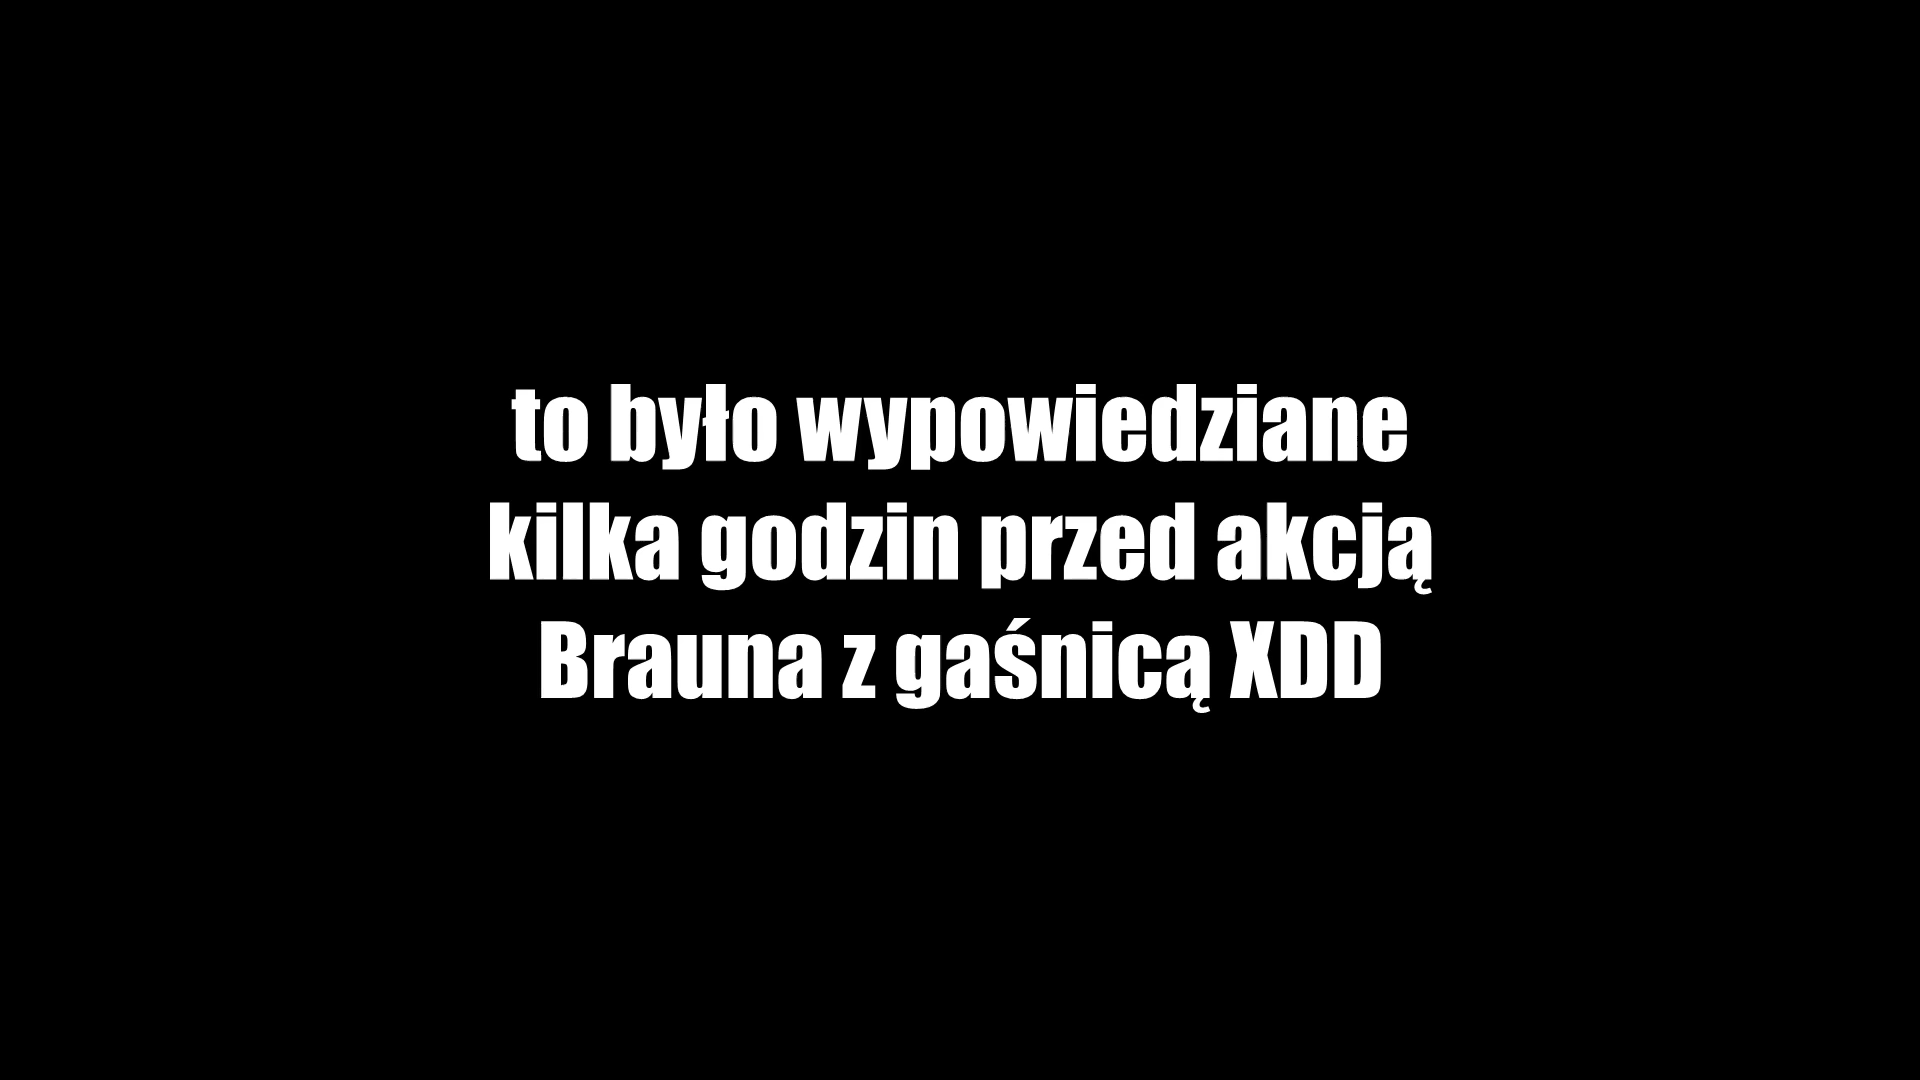 to było wypowiedziane
kilka godzin przed akcją
Brauna z gaśnicą XDD